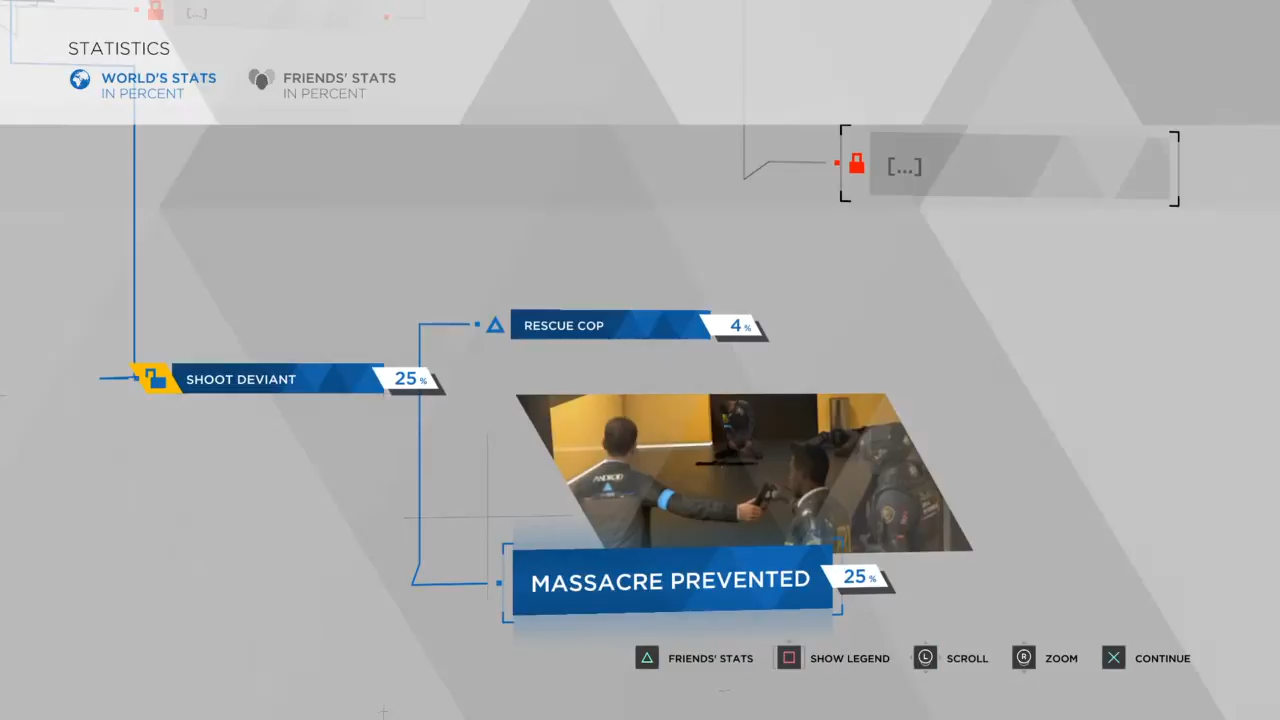 [...]
STATISTICS
WORLD'S STATS
IN PERCENT
FRIENDS' STATS
IN PERCENT
[...]
RESCUE COP
4 %
SHOOT DEVIANT
25 %
ANDROID
MASSACRE PREVENTED
25 %
FRIENDS' STATS
SHOW LEGEND
L
SCROLL
R
ZOOM
CONTINUE